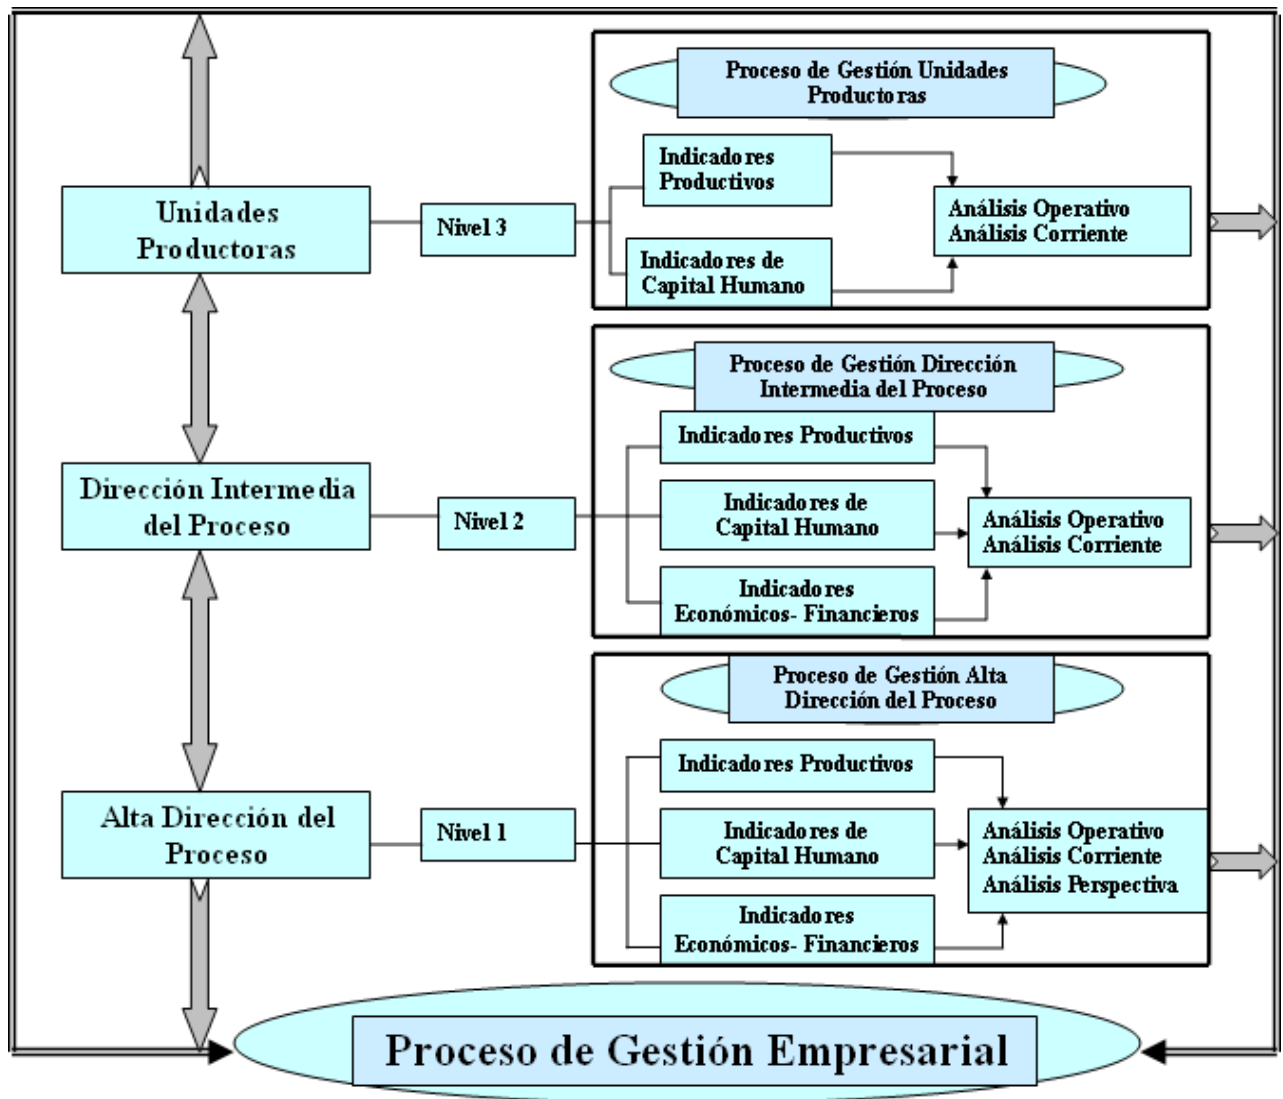 Proceso de Gestión Unidades
Productoras
Indicadores
Productivos
Unidades
Productoras
Nivel 3
Análisis Operativo
Análisis Corriente
Indicadores de
Capital Humano
Proceso de Gestión Dirección
Intermedia del Proceso
Indicadores Productivos
Dirección Intermedia
del Proceso
Nivel 2
Indicadores de
Capital Humano
Análisis Operativo
Análisis Corriente
Indicadores
Económicos- Financieros
Proceso de Gestión Alta
Dirección del Proceso
Indicadores Productivos
Alta Dirección del
Proceso
Nivel 1
Indicadores de
Capital Humano
Análisis Operativo
Análisis Corriente
Análisis Perspectiva
Indicadores
Económicos- Financieros
Proceso de Gestión Empresarial